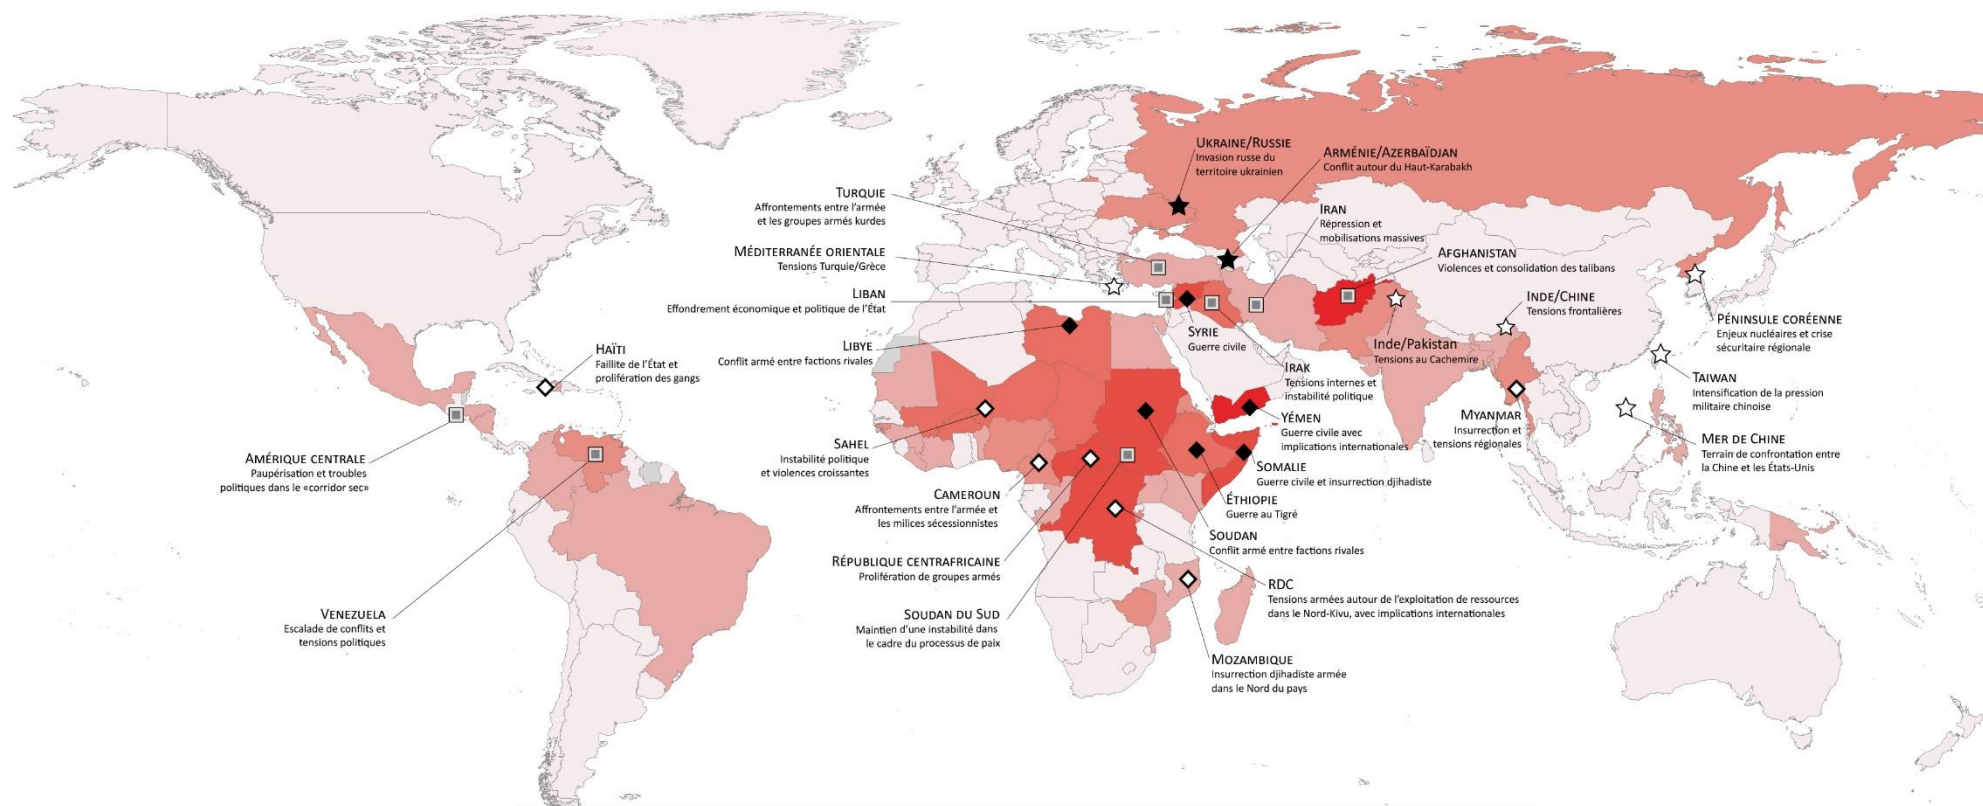 UKRAINE/RUSSIE
Invasion russe du
territoire ukrainien
ARMÉNIE/AZERBAÏDJAN
Conflit autour du Haut-Karabakh
TURQUIE
Affrontements entre l'armée
et les groupes armés kurdes
IRAN
Répression et
mobilisations massives
MÉDITERRANÉE ORIENTALE
Tensions Turquie/Grèce
AFGHANISTAN
Violences et consolidation des talibans
LIBAN
Effondrement économique et politique de l'État
INDE/CHINE
Tensions frontalières
PÉNINSULE CORÉENNE
Enjeux nucléaires et crise
sécuritaire régionale
SYRIE
Guerre civile
Inde/Pakistan
Tensions au Cachemire
HAÏTI
Faillite de l'État et
prolifération des gangs
LIBYE
Conflit armé entre factions rivales
IRAK
Tensions internes et
instabilité politique
TAIWAN
Intensification de la pression
militaire chinoise
YÉMEN
Guerre civile avec
implications internationales
MYANMAR
Insurrection et
tensions régionales
MER DE CHINE
Terrain de confrontation entre
la Chine et les États-Unis
AMÉRIQUE CENTRALE
Paupérisation et troubles
politiques dans le «corridor sec»
SAHEL
Instabilité politique
et violences croissantes
SOMALIE
Guerre civile et insurrection djihadiste
CAMEROUN
Affrontements entre l'armée et
les milices sécessionnistes
ÉTHIOPIE
Guerre au Tigré
SOUDAN
Conflit armé entre factions rivales
RÉPUBLIQUE CENTRAFRICAINE
Prolifération de groupes armés
RDC
Tensions armées autour de l'exploitation de ressources
dans le Nord-Kivu, avec implications internationales
VENEZUELA
Escalade de conflits et
tensions politiques
SOUDAN DU SUD
Maintien d'une instabilité dans
le cadre du processus de paix
MOZAMBIQUE
Insurrection djihadiste armée
dans le Nord du pays